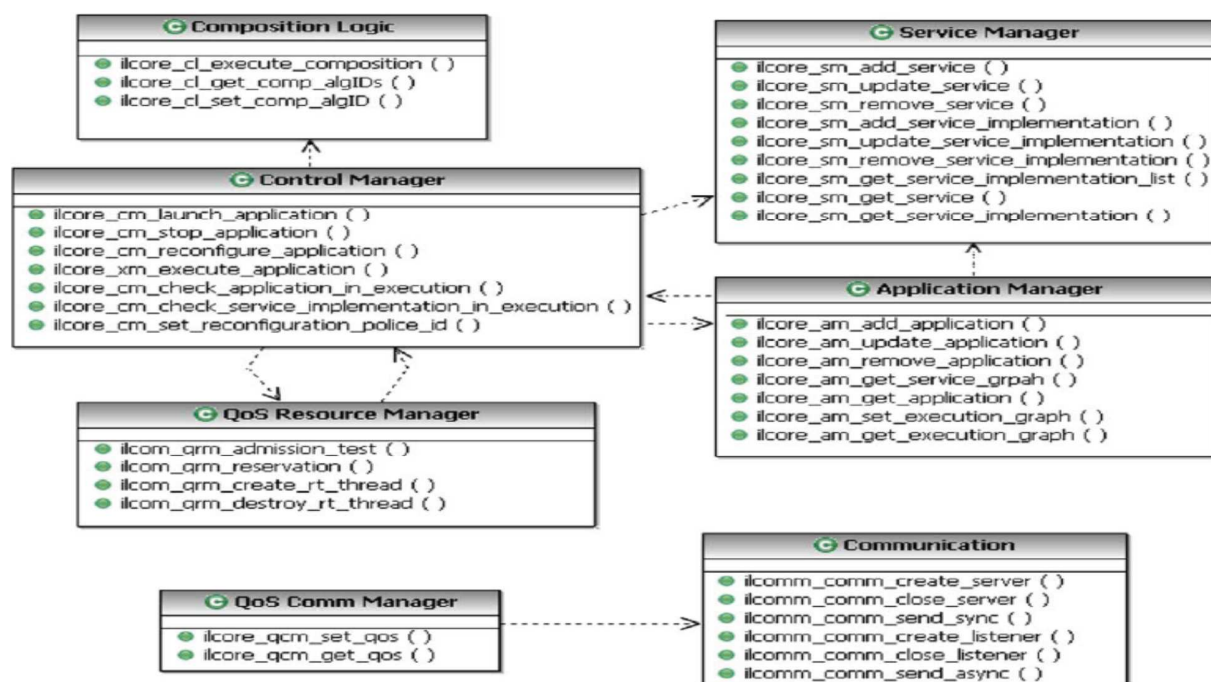 Composition Logic
ilcore_cl_execute_composition ( )
ilcore_cl_get_comp_algIDs ( )
ilcore_cl_set_comp_algID ( )
Service Manager
ilcore_sm_add_service ( )
ilcore_sm_update_service ( )
ilcore_sm_remove_service ( )
ilcore_sm_add_service_implementation ( )
ilcore_sm_update_service_implementation ( )
ilcore_sm_remove_service_implementation ( )
ilcore_sm_get_service_implementation_list ( )
ilcore_sm_get_service ( )
ilcore_sm_get_service_implementation ( )
Control Manager
ilcore_cm_launch_application ( )
ilcore_cm_stop_application ( )
ilcore_cm_reconfigure_application ( )
ilcore_xm_execute_application ( )
ilcore_cm_check_application_in_execution ( )
ilcore_cm_check_service_implementation_in_execution ( )
ilcore_cm_set_reconfiguration_police_id ( )
Application Manager
ilcore_am_add_application ( )
ilcore_am_update_application ( )
ilcore_am_remove_application ( )
ilcore_am_get_service_grpah ( )
ilcore_am_get_application ( )
ilcore_am_set_execution_graph ( )
ilcore_am_get_execution_graph ( )
QoS Resource Manager
ilcom_qrm_admission_test ( )
ilcom_qrm_reservation ( )
ilcom_qrm_create_rt_thread ( )
ilcom_qrm_destroy_rt_thread ( )
QoS Comm Manager
ilcore_qcm_set_qos ( )
ilcore_qcm_get_qos ( )
Communication
ilcomm_comm_create_server ( )
ilcomm_comm_close_server ( )
ilcomm_comm_send_sync ( )
ilcomm_comm_create_listener ( )
ilcomm_comm_close_listener ( )
ilcomm_comm_send_async ( )